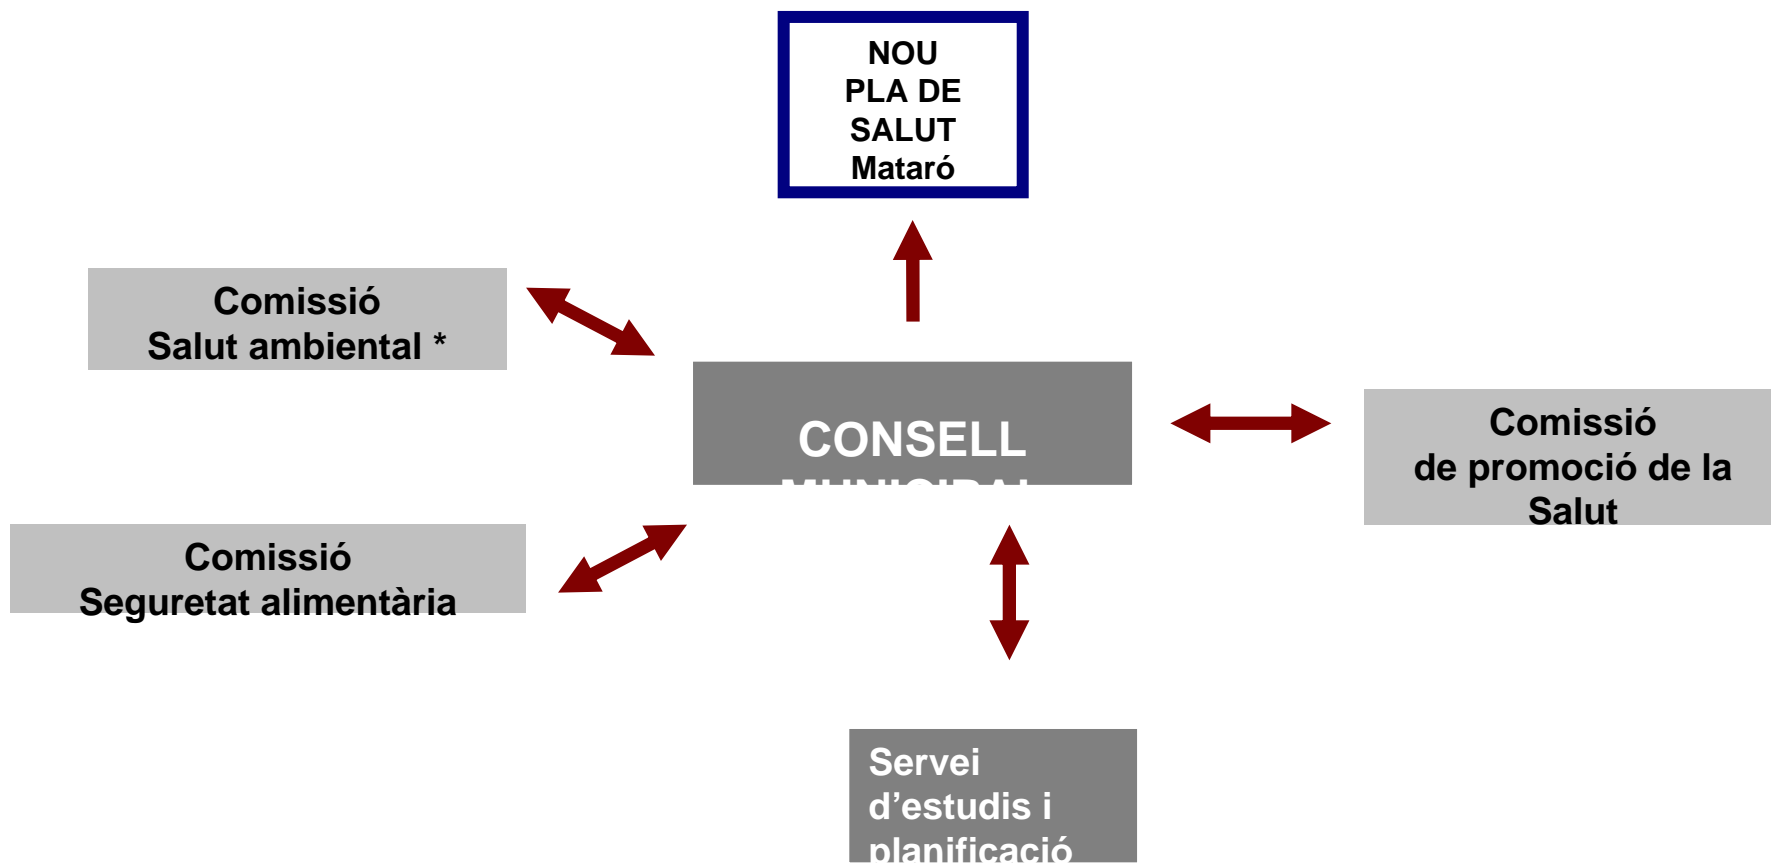 NOU
PLA DE
SALUT
Mataró
Comissió
Salut ambiental *
CONSELL
MUNICIPAL
Comissió
de promoció de la
Salut
Comissió
Seguretat alimentària
Servei
d’estudis i
planificació